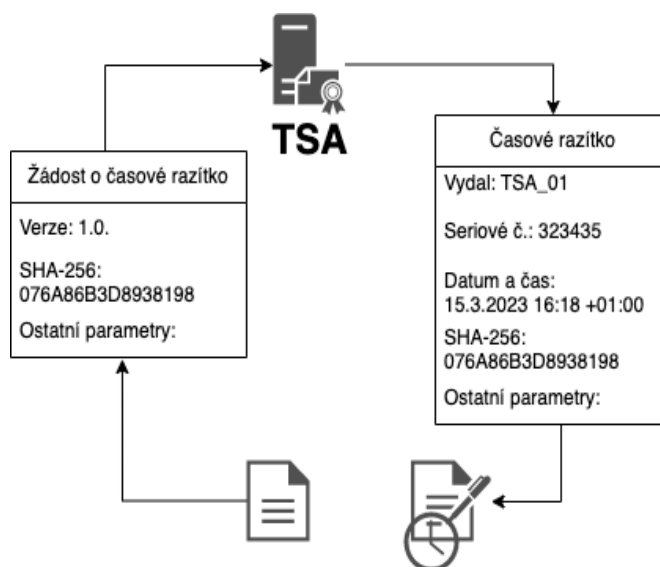 TSA
Žádost o časové razítko
Verze: 1.0.
SHA-256:
076A86B3D8938198
Ostatní parametry:
Časové razítko
Vydal: TSA_01
Seriové č.: 323435
Datum a čas:
15.3.2023 16:18 +01:00
SHA-256:
076A86B3D8938198
Ostatní parametry: